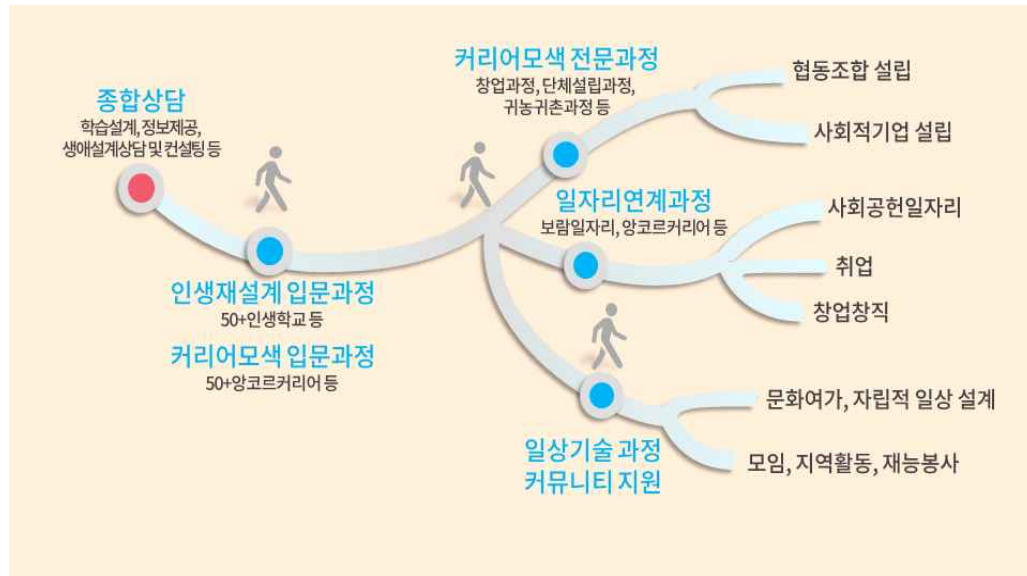 종합상담
학습설계, 정보제공,
생애설계상담 및 컨설팅 등
인생재설계 입문과정
50+인생학교 등
커리어모색 입문과정
50+앙코르커리어 등
커리어모색 전문과정
창업과정, 단체설립과정,
귀농귀촌과정 등
협동조합 설립
사회적기업 설립
일자리연계과정
보람일자리, 앙코르커리어 등
사회공헌일자리
취업
창업창직
일상기술 과정
커뮤니티 지원
문화여가, 자립적 일상 설계
모임, 지역활동, 재능봉사